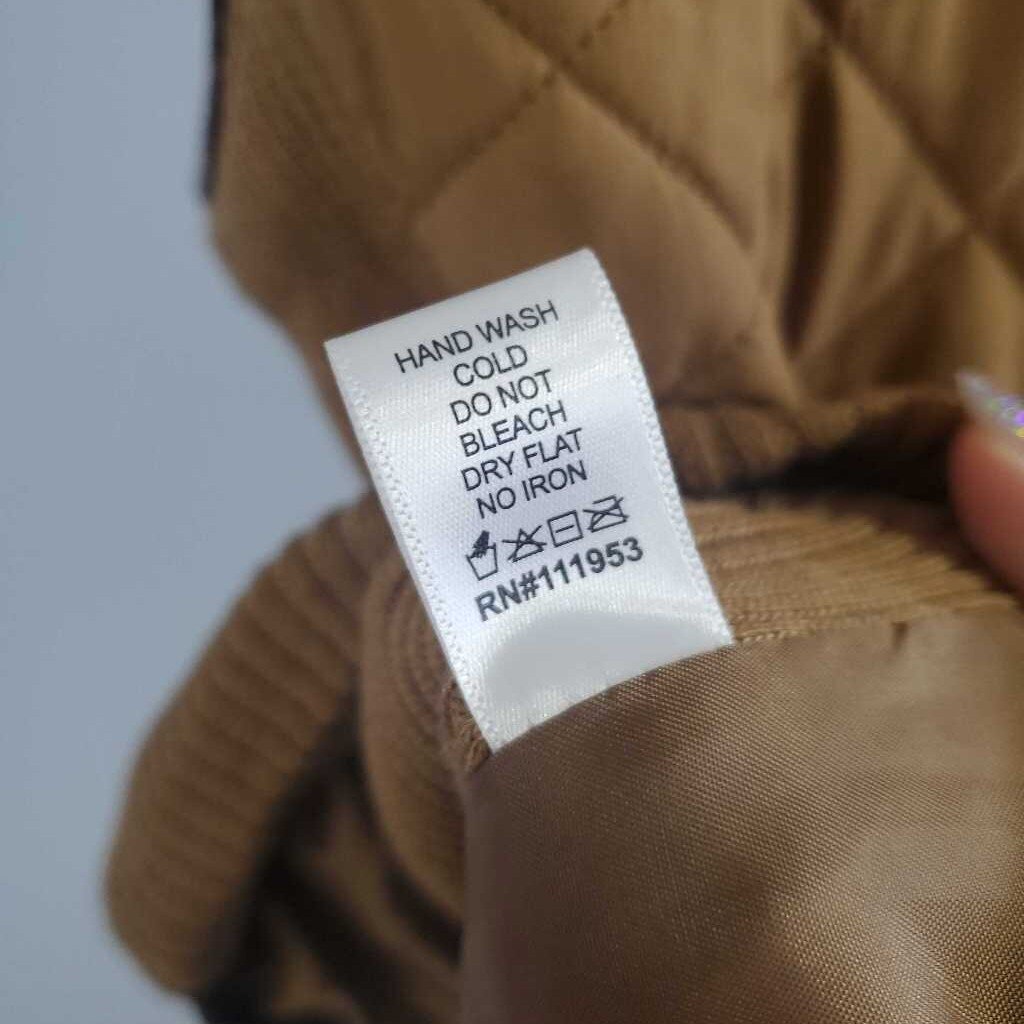 HAND WASH
COLD
DO NOT
BLEACH
DRY FLAT
NO IRON
RN#111953